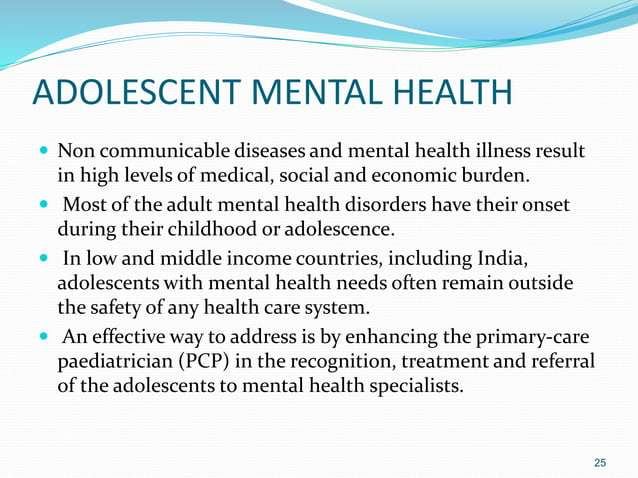 ADOLESCENT MENTAL HEALTH
• Non communicable diseases and mental health illness result
in high levels of medical, social and economic burden.
• Most of the adult mental health disorders have their onset
during their childhood or adolescence.
• In low and middle income countries, including India,
adolescents with mental health needs often remain outside
the safety of any health care system.
• An effective way to address is by enhancing the primary-care
paediatrician (PCP) in the recognition, treatment and referral
of the adolescents to mental health specialists.
25